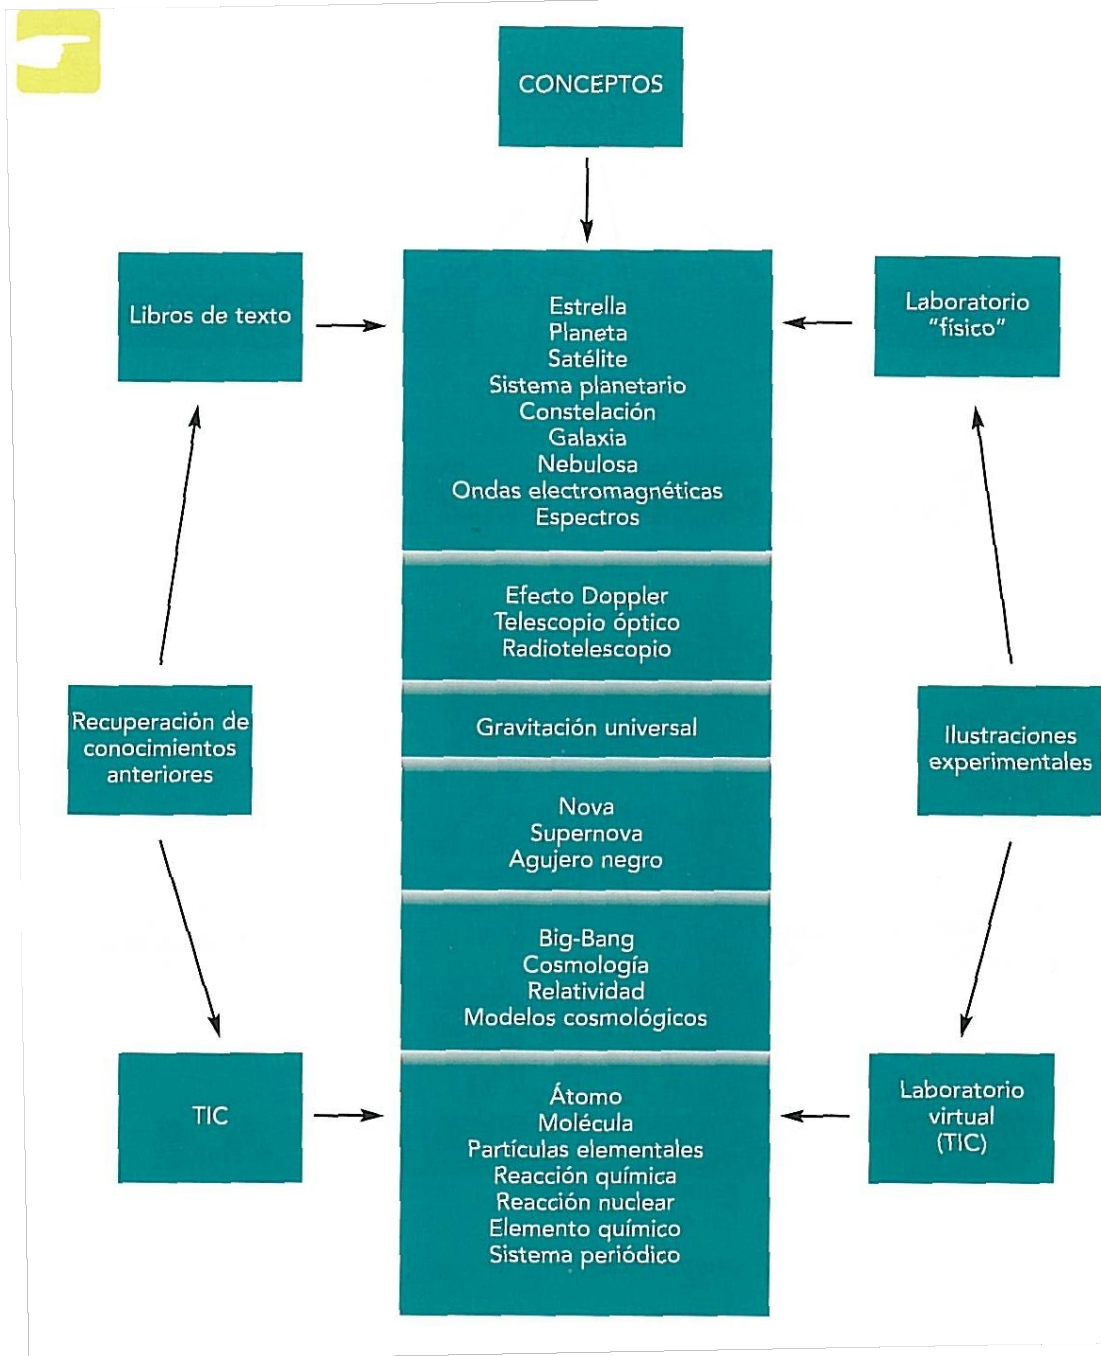 CONCEPTOS
Libros de texto
Estrella
Planeta
Satélite
Sistema planetario
Constelación
Galaxia
Nebulosa
Ondas electromagnéticas
Espectros
Laboratorio
"físico"
Efecto Doppler
Telescopio óptico
Radiotelescopio
Recuperación de
conocimientos
anteriores
Gravitación universal
Ilustraciones
experimentales
Nova
Supernova
Agujero negro
Big-Bang
Cosmología
Relatividad
Modelos cosmológicos
TIC
Átomo
Molécula
Partículas elementales
Reacción química
Reacción nuclear
Elemento químico
Sistema periódico
Laboratorio
virtual
(TIC)